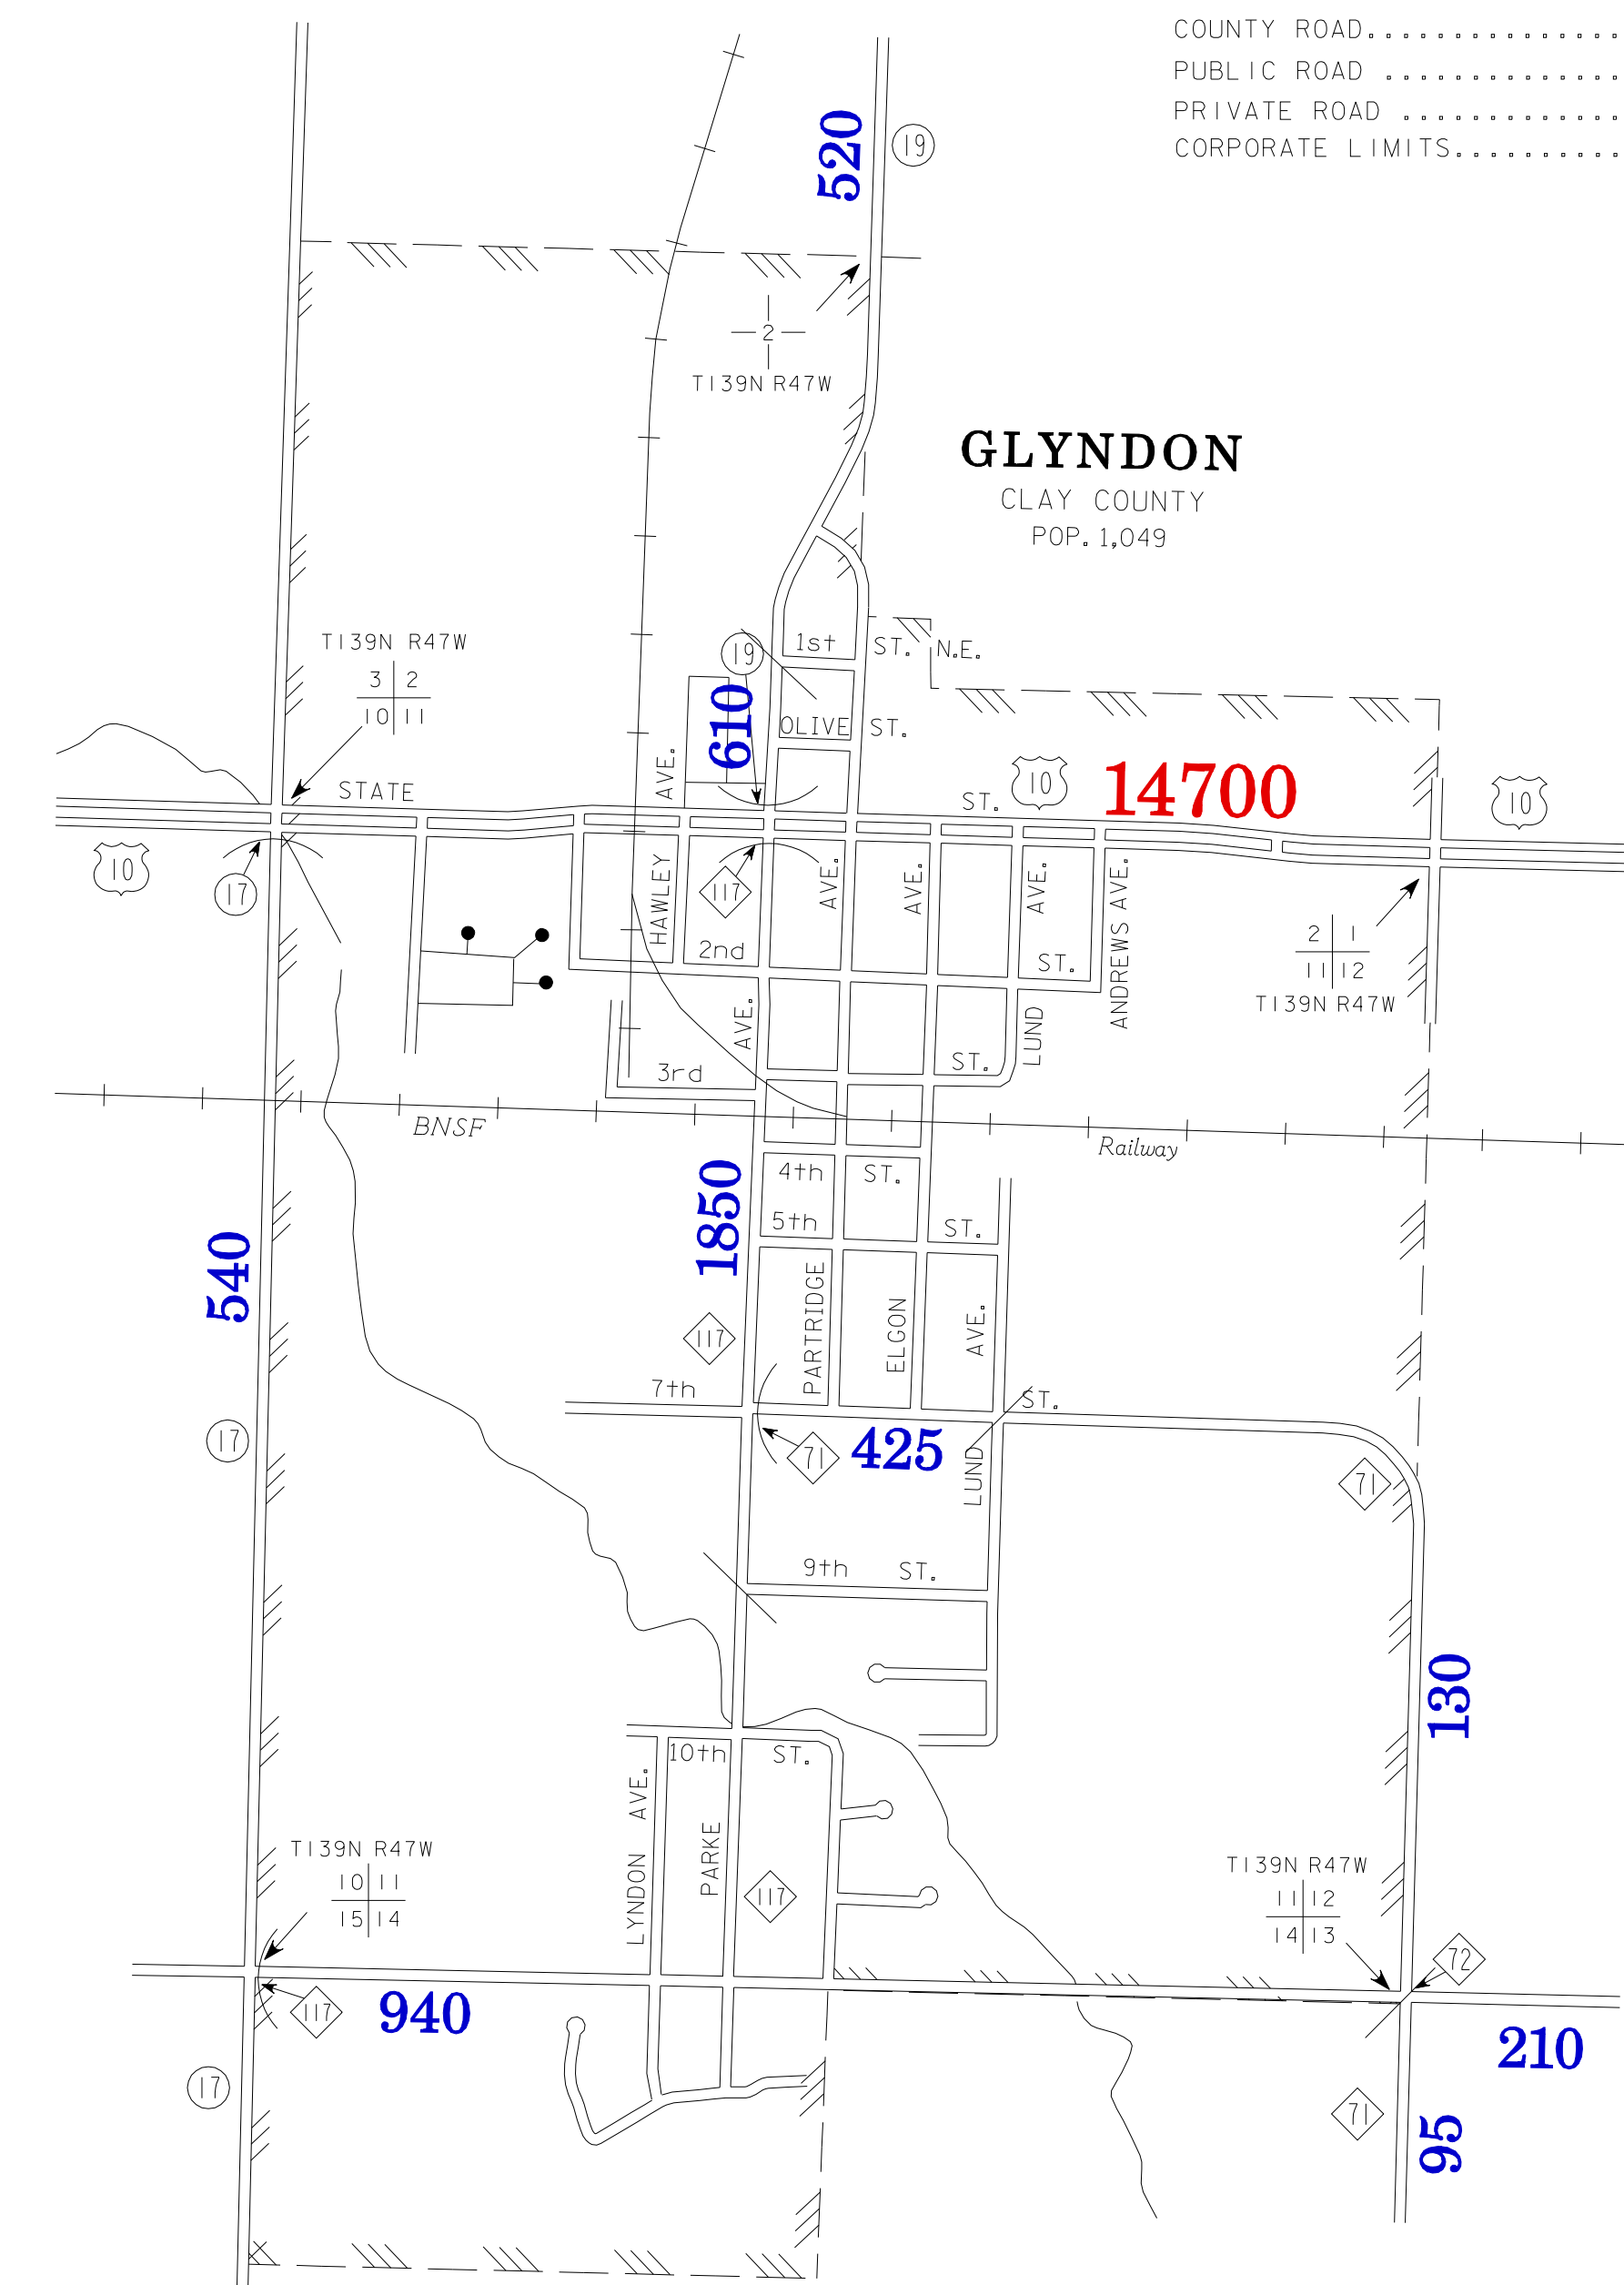 COUNTY ROAD..............
PUBLIC ROAD ..............
PRIVATE ROAD .............
CORPORATE LIMITS..........
520
19
2
T139N R47W
GLYNDON
CLAY COUNTY
POP. 1,049
T139N R47W
3 2
10 11
19
1st ST. N.E.
610
OLIVE ST.
AVE.
STATE ST.
10
14700
10
10
17
HAWLEY
117
AVE.
AVE.
AVE.
ANDREWS AVE.
2nd ST.
2 1
11 12
T139N R47W
AVE.
LUND
3rd ST.
BNSF Railway
1850
4th ST.
5th ST.
540
PARTRIDGE
ELGON
AVE.
117
7th ST.
17
71
425
LUND
71
9th ST.
130
10th ST.
LYNDON AVE.
PARKE
117
T139N R47W
10 11
15 14
T139N R47W
11 12
14 13
72
117
940
210
17
71
95